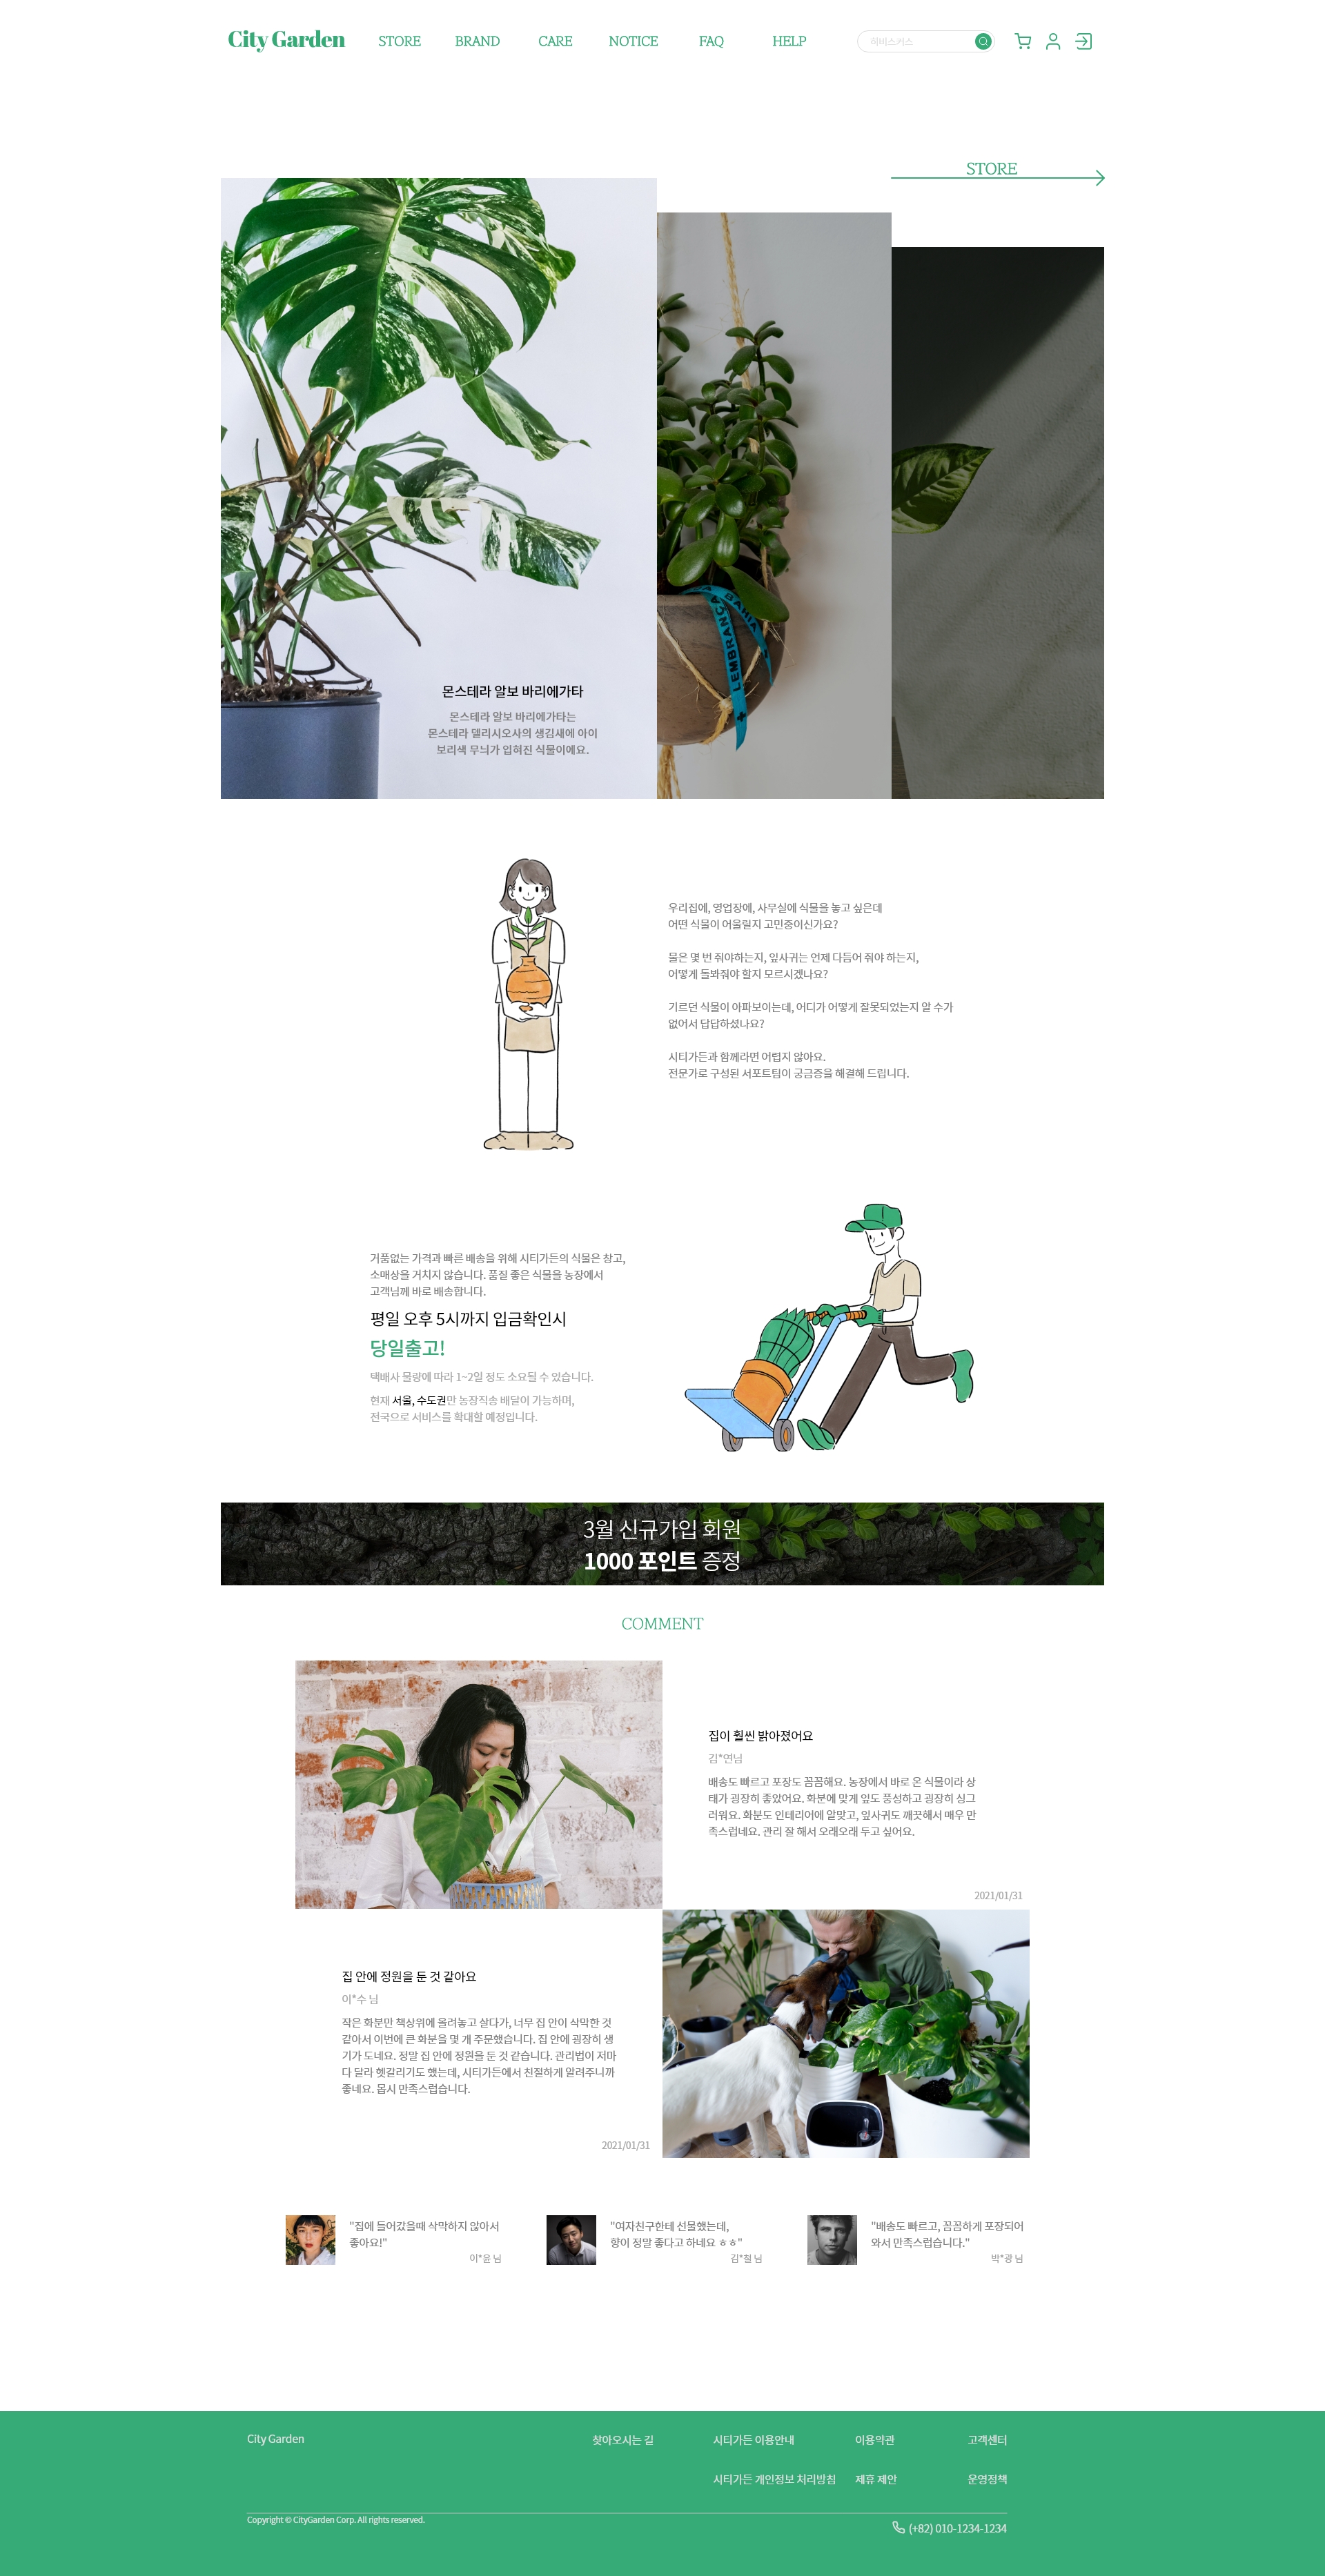 City Garden
STORE
BRAND
CARE
NOTICE
FAQ
HELP
히비스커스
STORE
BAHIA
LEMBRANÇA
몬스테라 알보 바리에가타
몬스테라 알보 바리에가타는
몬스테라 델리시오사의 생김새에 아이
보리색 무늬가 입혀진 식물이에요.
우리집에, 영업장에, 사무실에 식물을 놓고 싶은데
어떤 식물이 어울릴지 고민중이신가요?
물은 몇 번 줘야하는지, 잎사귀는 언제 다듬어 줘야 하는지,
어떻게 돌봐줘야 할지 모르시겠나요?
기르던 식물이 아파보이는데, 어디가 어떻게 잘못되었는지 알 수가
없어서 답답하셨나요?
시티가든과 함께라면 어렵지 않아요.
전문가로 구성된 서포트팀이 궁금증을 해결해 드립니다.
거품없는 가격과 빠른 배송을 위해 시티가든의 식물은 창고,
소매상을 거치지 않습니다. 품질 좋은 식물을 농장에서
고객님께 바로 배송합니다.
평일 오후 5시까지 입금확인시
당일출고!
택배사 물량에 따라 1~2일 정도 소요될 수 있습니다.
현재 서울, 수도권만 농장직송 배달이 가능하며,
전국으로 서비스를 확대할 예정입니다.
3월 신규가입 회원
1000 포인트 증정
COMMENT
집이 훨씬 밝아졌어요
김*연님
배송도 빠르고 포장도 꼼꼼해요. 농장에서 바로 온 식물이라 상
태가 굉장히 좋았어요. 화분에 맞게 잎도 풍성하고 굉장히 싱그
러워요. 화분도 인테리어에 알맞고, 잎사귀도 깨끗해서 매우 만
족스럽네요. 관리 잘 해서 오래오래 두고 싶어요.
2021/01/31
집 안에 정원을 둔 것 같아요
이*수 님
작은 화분만 책상위에 올려놓고 살다가, 너무 집 안이 삭막한 것
같아서 이번에 큰 화분을 몇 개 주문했습니다. 집 안에 굉장히 생
기가 도네요. 정말 집 안에 정원을 둔 것 같습니다. 관리법이 저마
다 달라 헷갈리기도 했는데, 시티가든에서 친절하게 알려주니까
좋네요. 몹시 만족스럽습니다.
2021/01/31
"집에 들어갔을때 삭막하지 않아서
좋아요!"
이*윤 님
"여자친구한테 선물했는데,
향이 정말 좋다고 하네요 ㅎㅎ"
김*철 님
"배송도 빠르고, 꼼꼼하게 포장되어
와서 만족스럽습니다."
박*광 님
City Garden
찾아오시는 길
시티가든 이용안내
이용약관
고객센터
시티가든 개인정보 처리방침
제휴 제안
운영정책
Copyright © CityGarden Corp. All rights reserved.
(+82) 010-1234-1234